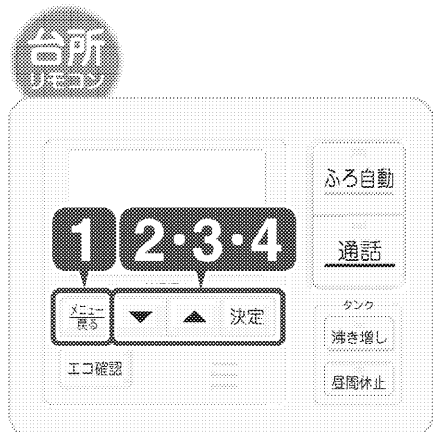 台所
リモコン
ふろ自動
1
2・3・4
通話
メニュー
戻る
決定
タンク
沸き増し
エコ確認
昼間休止